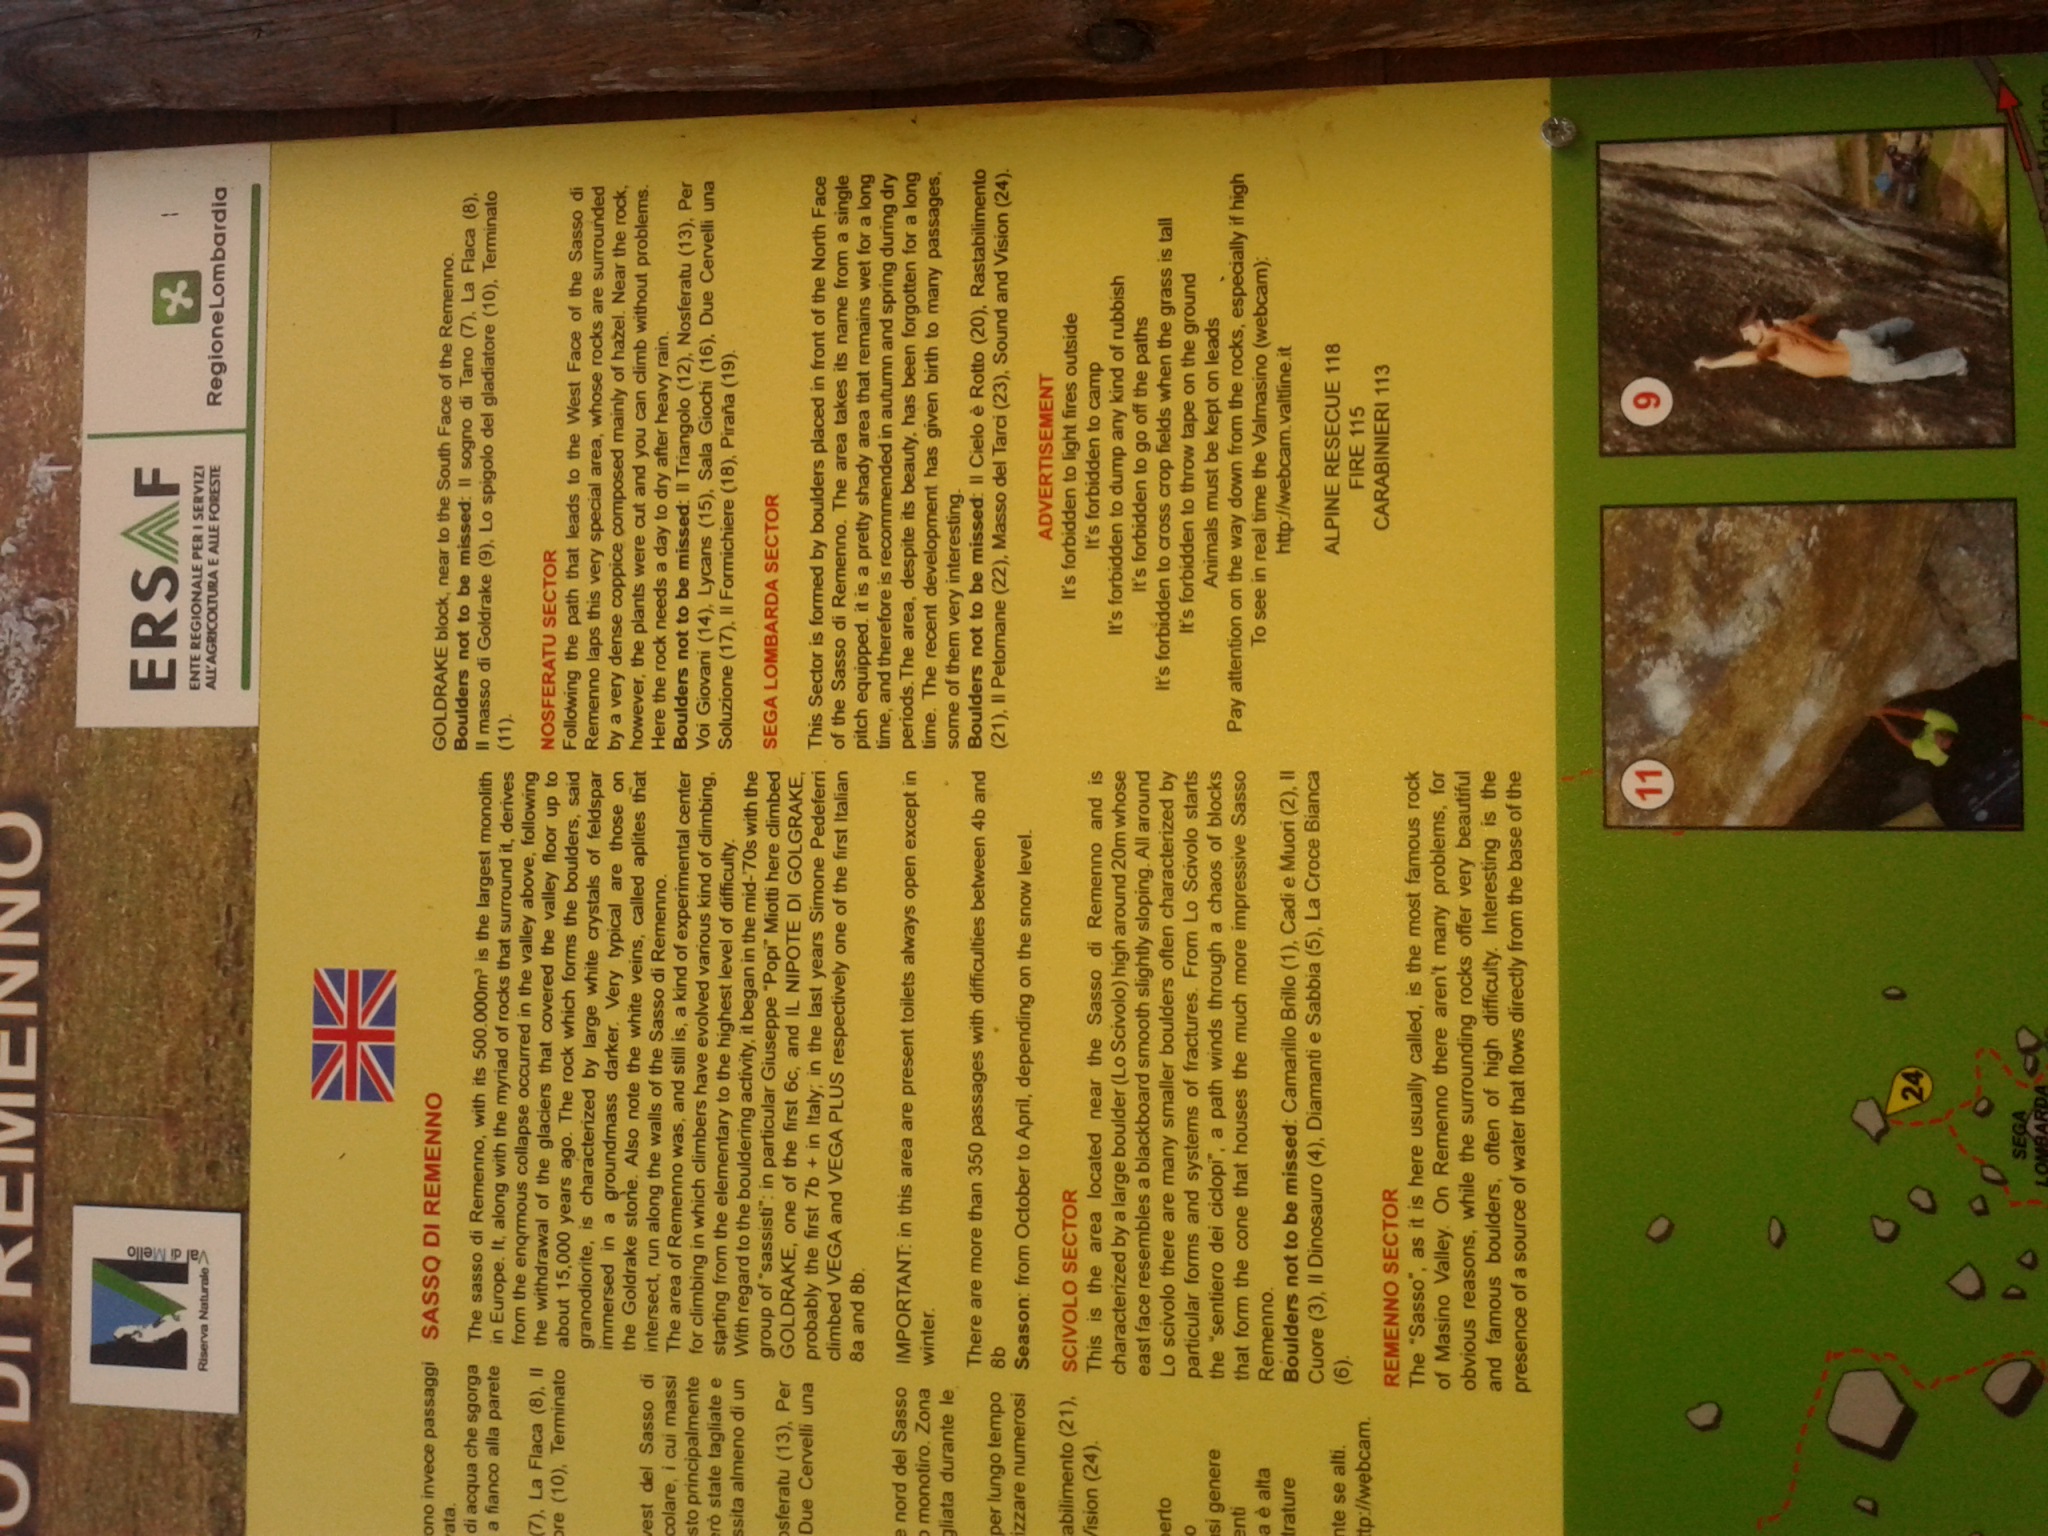 O DI REMENNO
Riserva Naturale
Val di Mello
ERSAF
ENTE REGIONALE PER I SERVIZI
ALL'AGRICOLTURA E ALLE FORESTE
RegioneLombardia
ono invece passaggi
vata.
di acqua che sgorga
a fianco alla parete
(7), La Flaca (8), Il
ore (10), Terminato
vest del Sasso di
colare, i cui massi
sto principalmente
erò state tagliate e
ssita almeno di un
osferatu (13), Per
Due Cervelli una
e nord del Sasso
o monotiro. Zona
gliata durante le
per lungo tempo
izzare numerosi
tabilimento (21),
Vision (24).
perto
o
asi genere
enti
a è alta
trature
nte se alti.
ttp://webcam.
SASSO DI REMENNO
The sasso di Remenno, with its 500.000m³ is the largest monolith
in Europe. It, along with the myriad of rocks that surround it, derives
from the enormous collapse occurred in the valley above, following
the withdrawal of the glaciers that covered the valley floor up to
about 15,000 years ago. The rock which forms the boulders, said
granodiorite, is characterized by large white crystals of feldspar
immersed in a groundmass darker. Very typical are those on
the Goldrake stone. Also note the white veins, called aplites that
intersect, run along the walls of the Sasso di Remenno.
The area of Remenno was, and still is, a kind of experimental center
for climbing in which climbers have evolved various kind of climbing,
starting from the elementary to the highest level of difficulty.
With regard to the bouldering activity, it began in the mid-'70s with the
group of "sassisti": in particular Giuseppe "Popi" Miotti here climbed
GOLDRAKE, one of the first 6c, and IL NIPOTE DI GOLGRAKE,
probably the first 7b + in Italy; in the last years Simone Pedeferri
climbed VEGA and VEGA PLUS respectively one of the first Italian
8a and 8b.
IMPORTANT: in this area are present toilets always open except in
winter.
There are more than 350 passages with difficulties between 4b and
8b
Season: from October to April, depending on the snow level.
SCIVOLO SECTOR
This is the area located near the Sasso di Remenno and is
characterized by a large boulder (Lo Scivolo) high around 20m whose
east face resembles a blackboard smooth slightly sloping. All around
Lo scivolo there are many smaller boulders often characterized by
particular forms and systems of fractures. From Lo Scivolo starts
the "sentiero dei ciclopi", a path winds through a chaos of blocks
that form the cone that houses the much more impressive Sasso
Remenno.
Boulders not to be missed: Camarillo Brillo (1), Cadi e Muori (2), Il
Cuore (3), Il Dinosauro (4), Diamanti e Sabbia (5), La Croce Bianca
(6).
REMENNO SECTOR
The "Sasso", as it is here usually called, is the most famous rock
of Masino Valley. On Remenno there aren't many problems, for
obvious reasons, while the surrounding rocks offer very beautiful
and famous boulders, often of high difficulty. Interesting is the
presence of a source of water that flows directly from the base of the
GOLDRAKE block, near to the South Face of the Remenno.
Boulders not to be missed: Il sogno di Tano (7), La Flaca (8),
Il masso di Goldrake (9), Lo spigolo del gladiatore (10), Terminato
(11).
NOSFERATU SECTOR
Following the path that leads to the West Face of the Sasso di
Remenno laps this very special area, whose rocks are surrounded
by a very dense coppice composed mainly of hazel. Near the rock,
however, the plants were cut and you can climb without problems.
Here the rock needs a day to dry after heavy rain.
Boulders not to be missed: Il Triangolo (12), Nosferatu (13), Per
Voi Giovani (14), Lycans (15), Sala Giochi (16), Due Cervelli una
Soluzione (17), Il Formichiere (18), Piraña (19).
SEGA LOMBARDA SECTOR
This Sector is formed by boulders placed in front of the North Face
of the Sasso di Remenno. The area takes its name from a single
pitch equipped. it is a pretty shady area that remains wet for a long
time, and therefore is recommended in autumn and spring during dry
periods.The area, despite its beauty, has been forgotten for a long
time. The recent development has given birth to many passages,
some of them very interesting.
Boulders not to be missed: Il Cielo è Rotto (20), Rastabilimento
(21), Il Petomane (22), Masso del Tarci (23), Sound and Vision (24).
ADVERTISEMENT
It's forbidden to light fires outside
It's forbidden to camp
It's forbidden to dump any kind of rubbish
It's forbidden to go off the paths
It's forbidden to cross crop fields when the grass is tall
It's forbidden to throw tape on the ground
Animals must be kept on leads
Pay attention on the way down from the rocks, especially if high
To see in real time the Valmasino (webcam):
http://webcam.valtline.it
ALPINE RESECUE 118
FIRE 115
CARABINIERI 113
11
9
24
SEGA
LOMBARDA
San Martino